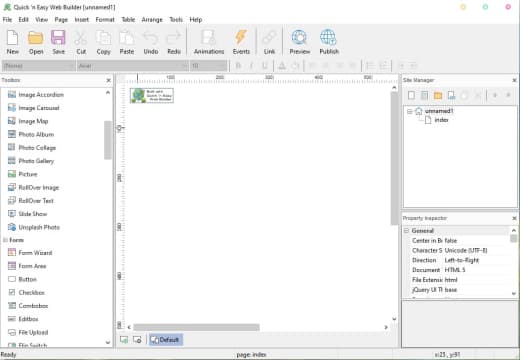 Quick 'n Easy Web Builder [unnamed1]
File Edit View Page Insert Format Table Arrange Tools Help
New Open Save Cut Copy Paste Undo Redo Animations Events Link Preview Publish
(None) Arial 10 B I U A
Toolbox
Image Accordion
Image Carousel
Image Map
Photo Album
Photo Collage
Photo Gallery
Picture
RollOver Image
RollOver Text
Slide Show
Unsplash Photo
Form
Form Wizard
Form Area
Button
Checkbox
Combobox
Editbox
File Upload
Flip Switch
100 200 300 400 500
Built with
Quick 'n Easy
Web Builder
Default
Site Manager
unnamed1
index
Property Inspector
General
Center in Br false
Character S Unicode (UTF-8)
Direction Left-to-Right
Document HTML 5
File Extensi html
jQuery UI Tl base
Ready page: index x:25 , y:91